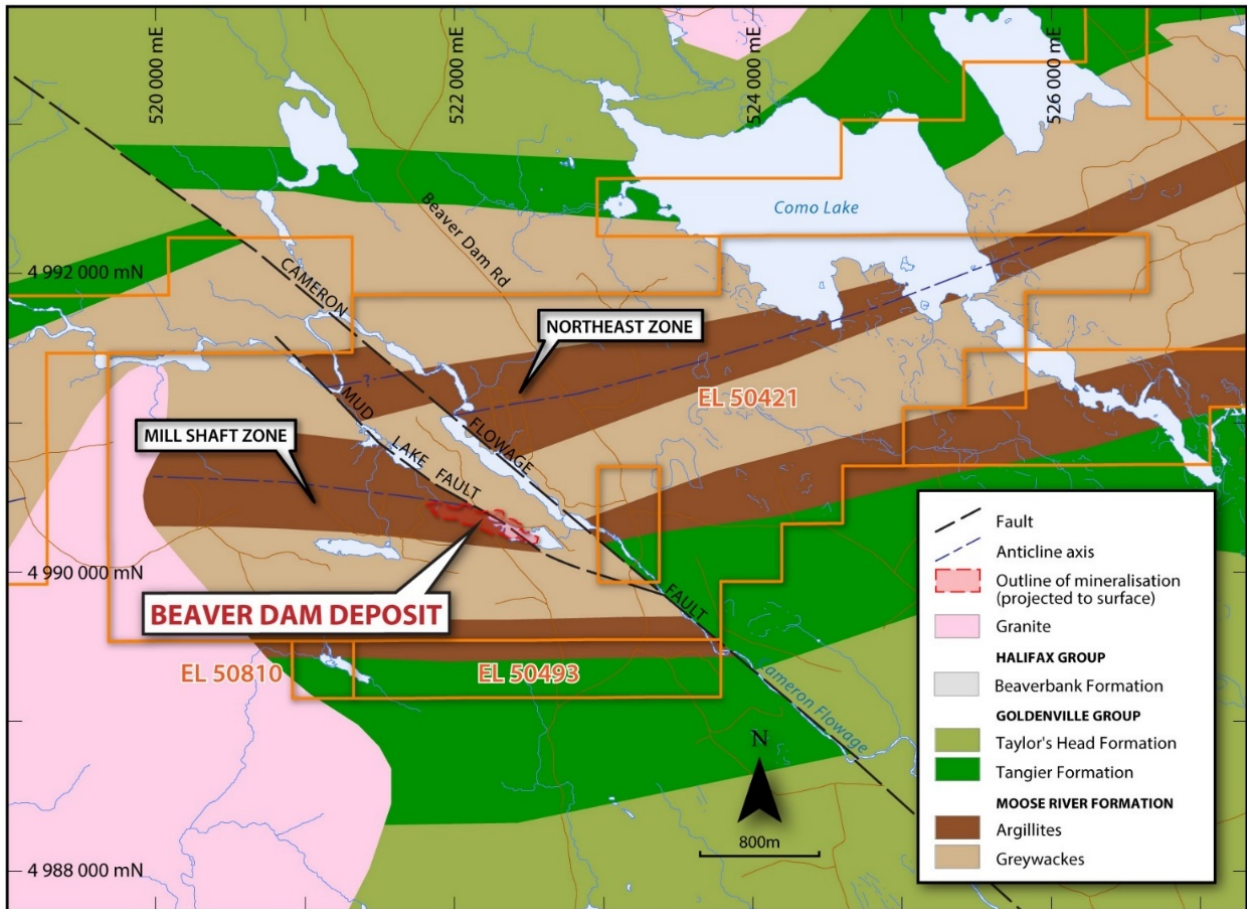 520 000 mE
522 000 mE
524 000 mE
526 000 mE
Como Lake
Beaver Dam Rd
4 992 000 mN
CAMERON
NORTHEAST ZONE
?
EL 50421
MUD
MILL SHAFT ZONE
FLOWAGE
LAKE FAULT
4 990 000 mN
FAULT
BEAVER DAM DEPOSIT
EL 50810
EL 50493
Cameron Flowage
N
800m
4 988 000 mN
Fault
Anticline axis
Outline of mineralisation
(projected to surface)
Granite
HALIFAX GROUP
Beaverbank Formation
GOLDENVILLE GROUP
Taylor's Head Formation
Tangier Formation
MOOSE RIVER FORMATION
Argillites
Greywackes